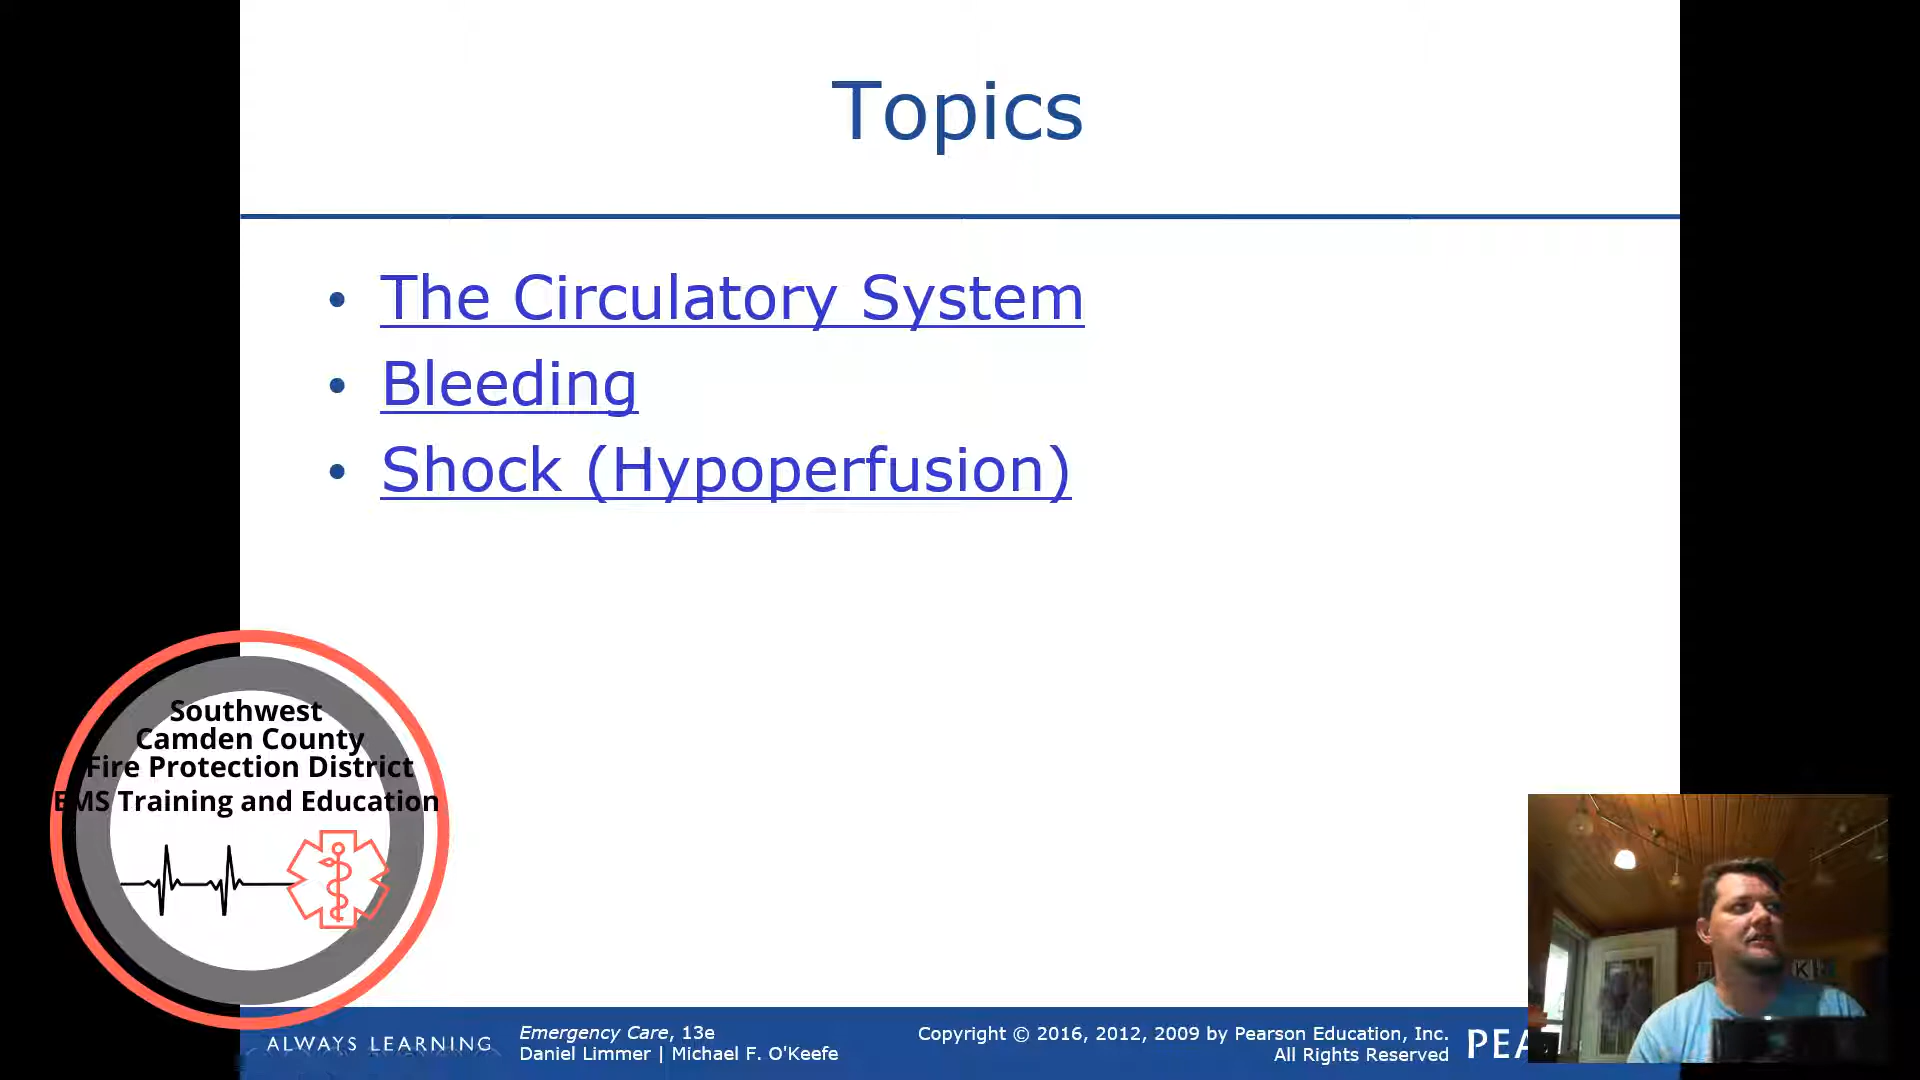 Topics
• The Circulatory System
• Bleeding
• Shock (Hypoperfusion)
Southwest
Camden County
Fire Protection District
EMS Training and Education
ALWAYS LEARNING
Emergency Care, 13e
Daniel Limmer | Michael F. O'Keefe
Copyright © 2016, 2012, 2009 by Pearson Education, Inc.
All Rights Reserved
PEA